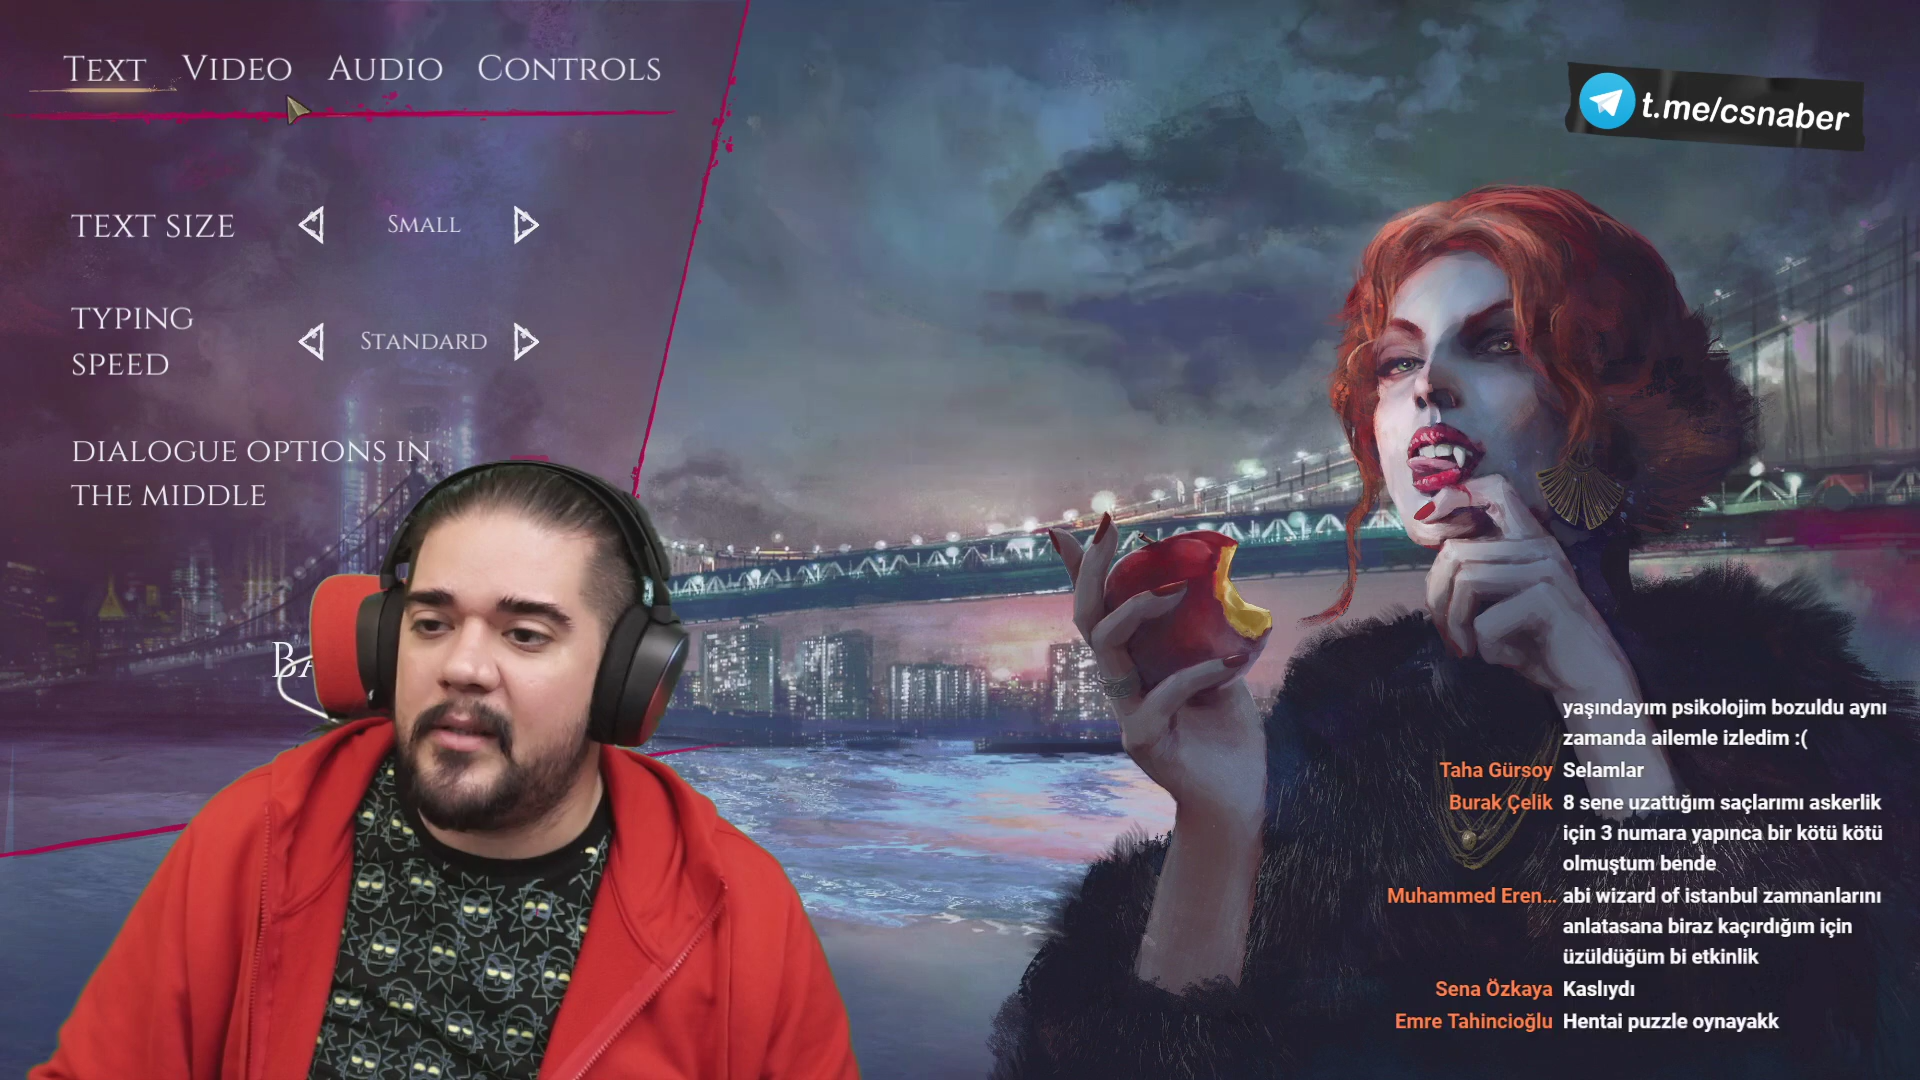 TEXT VIDEO AUDIO CONTROLS
t.me/csnaber
TEXT SIZE SMALL
TYPING
SPEED
STANDARD
DIALOGUE OPTIONS IN
THE MIDDLE
yaşındayım psikolojim bozuldu aynı
zamanda ailemle izledim :(
Taha Gürsoy Selamlar
Burak Çelik 8 sene uzattığım saçlarımı askerlik
için 3 numara yapınca bir kötü kötü
olmuştum bende
Muhammed Eren... abi wizard of istanbul zamnanlarını
anlatasana biraz kaçırdığım için
üzüldüğüm bi etkinlik
Sena Özkaya Kaslıydı
Emre Tahincioğlu Hentai puzzle oynayakk